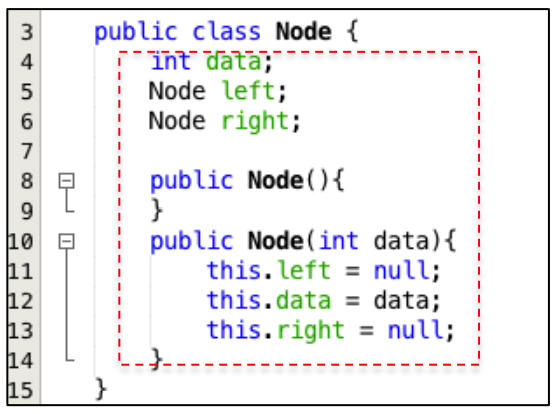 3 public class Node {
4 int data;
5 Node left;
6 Node right;
7
8 public Node(){
9 }
10 public Node(int data){
11 this.left = null;
12 this.data = data;
13 this.right = null;
14 }
15 }